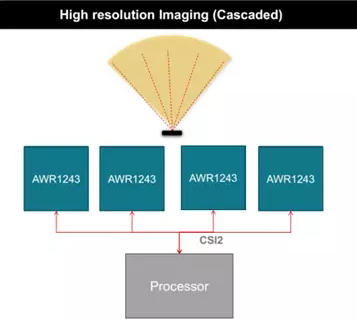 High resolution Imaging (Cascaded)
AWR1243 AWR1243 AWR1243 AWR1243
CSI2
Processor